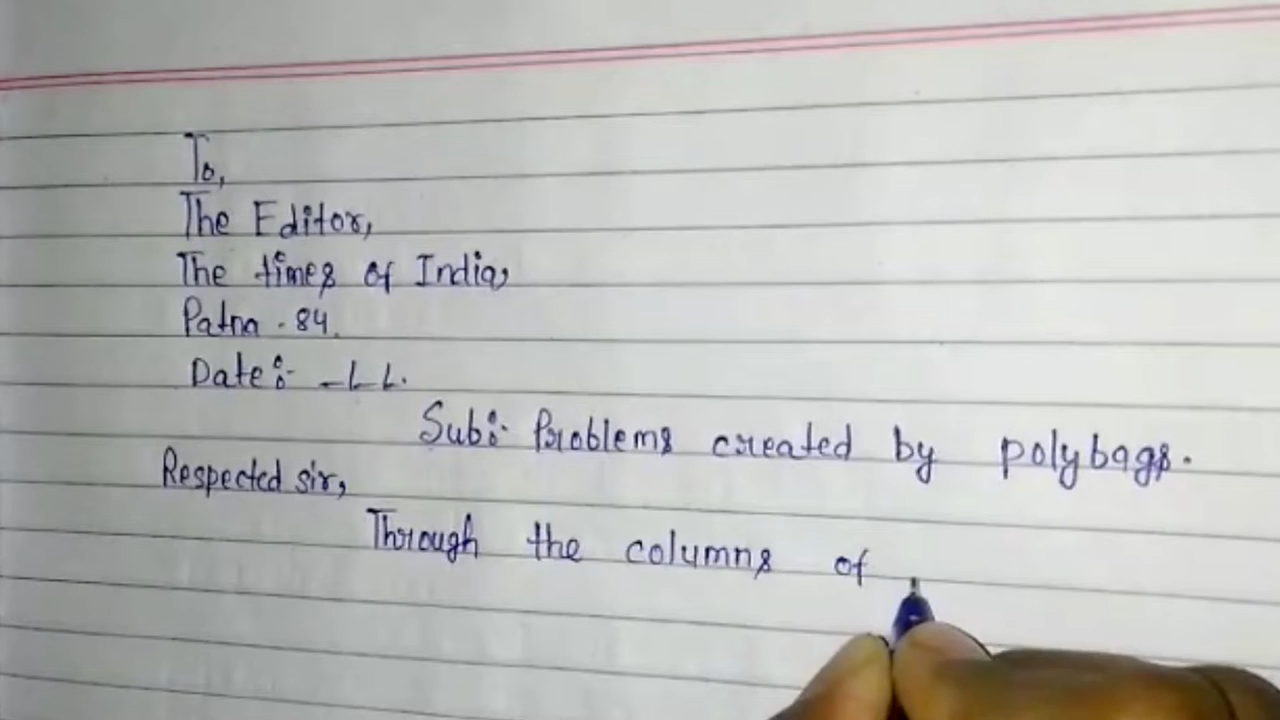 To,
The Editor,
The times of India,
Patna - 84.
Date:- _/_/_.
Sub:- Problems created by polybags.
Respected sir,
Through the columns of